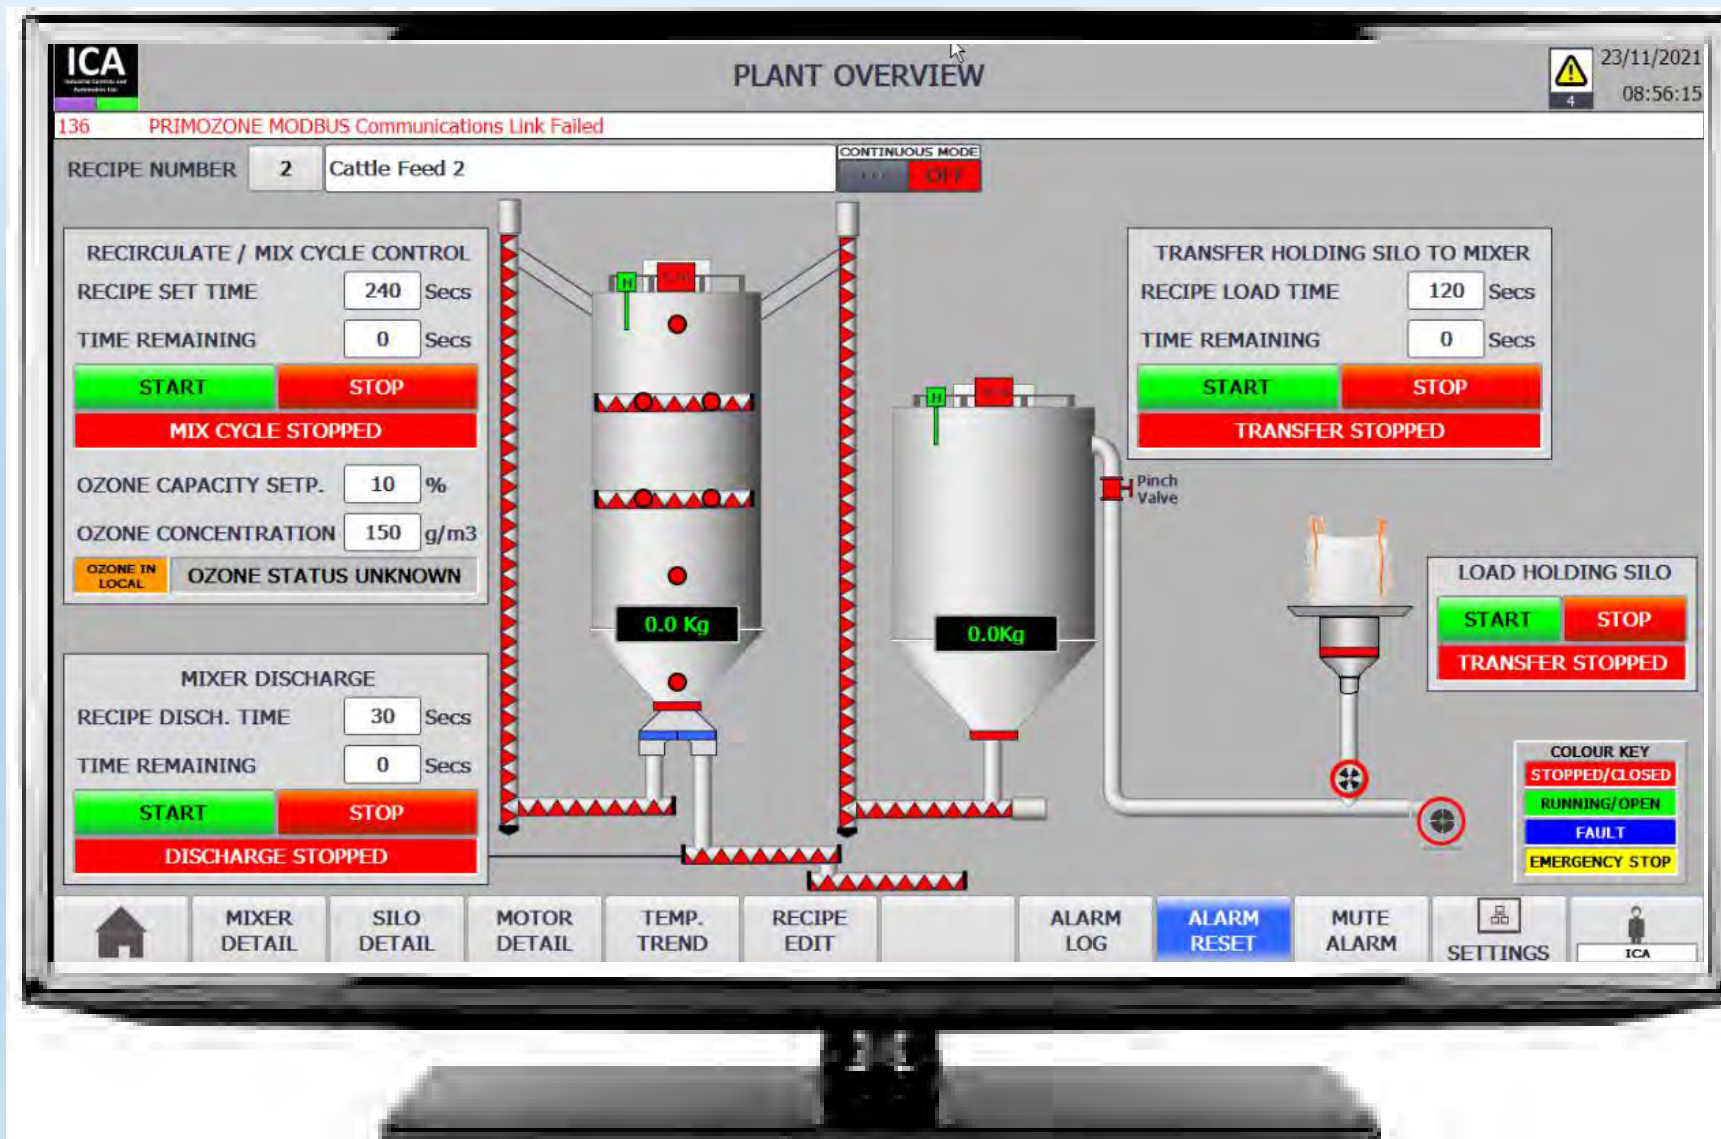 ICA
PLANT OVERVIEW
23/11/2021
08:56:15
4
136 PRIMOZONE MODBUS Communications Link Failed
RECIPE NUMBER 2 Cattle Feed 2
CONTINUOUS MODE
OFF
RECIRCULATE / MIX CYCLE CONTROL
RECIPE SET TIME 240 Secs
TIME REMAINING 0 Secs
START STOP
MIX CYCLE STOPPED
OZONE CAPACITY SETP. 10 %
OZONE CONCENTRATION 150 g/m3
OZONE IN
LOCAL
OZONE STATUS UNKNOWN
MIXER DISCHARGE
RECIPE DISCH. TIME 30 Secs
TIME REMAINING 0 Secs
START STOP
DISCHARGE STOPPED
H
0.0 Kg
H
0.0Kg
TRANSFER HOLDING SILO TO MIXER
RECIPE LOAD TIME 120 Secs
TIME REMAINING 0 Secs
START STOP
TRANSFER STOPPED
Pinch
Valve
LOAD HOLDING SILO
START STOP
TRANSFER STOPPED
COLOUR KEY
STOPPED/CLOSED
RUNNING/OPEN
FAULT
EMERGENCY STOP
MIXER
DETAIL
SILO
DETAIL
MOTOR
DETAIL
TEMP.
TREND
RECIPE
EDIT
ALARM
LOG
ALARM
RESET
MUTE
ALARM
SETTINGS
ICA